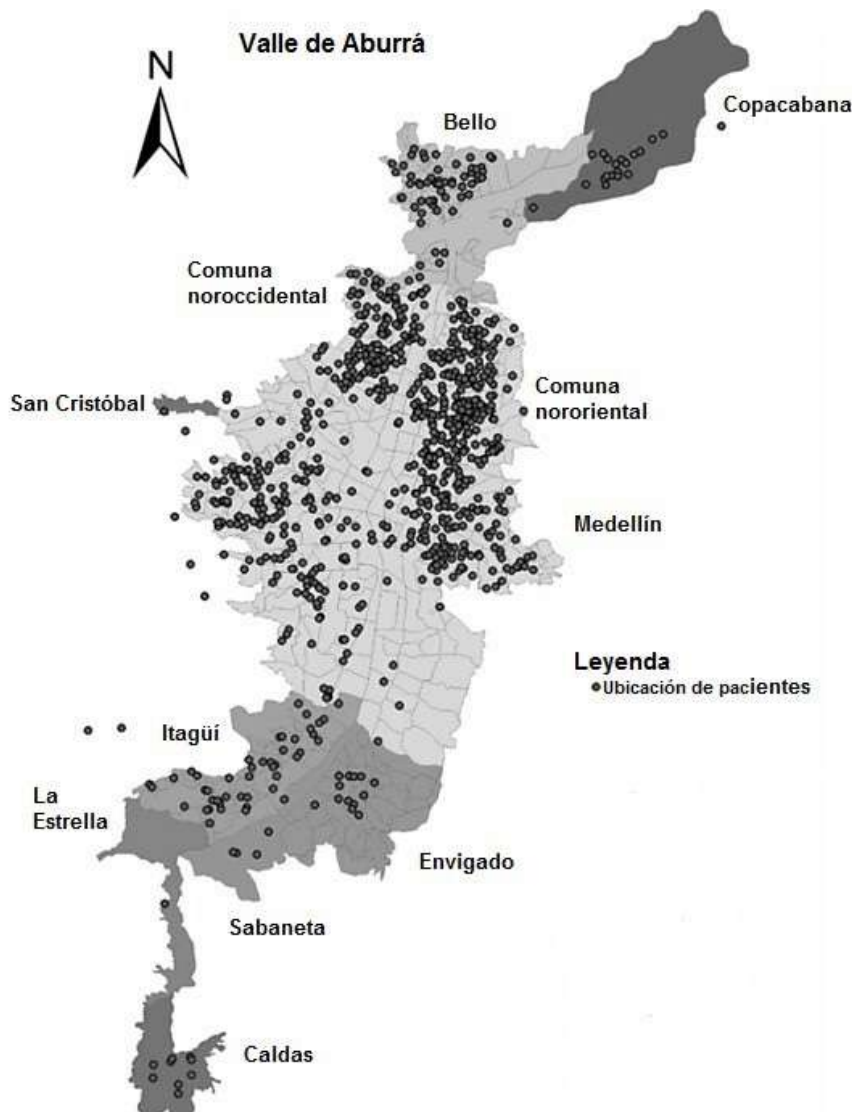 Valle de Aburrá
N
Copacabana
Bello
Comuna
noroccidental
San Cristóbal
Comuna
nororiental
Medellín
Leyenda
Ubicación de pacientes
Itagüí
La
Estrella
Envigado
Sabaneta
Caldas